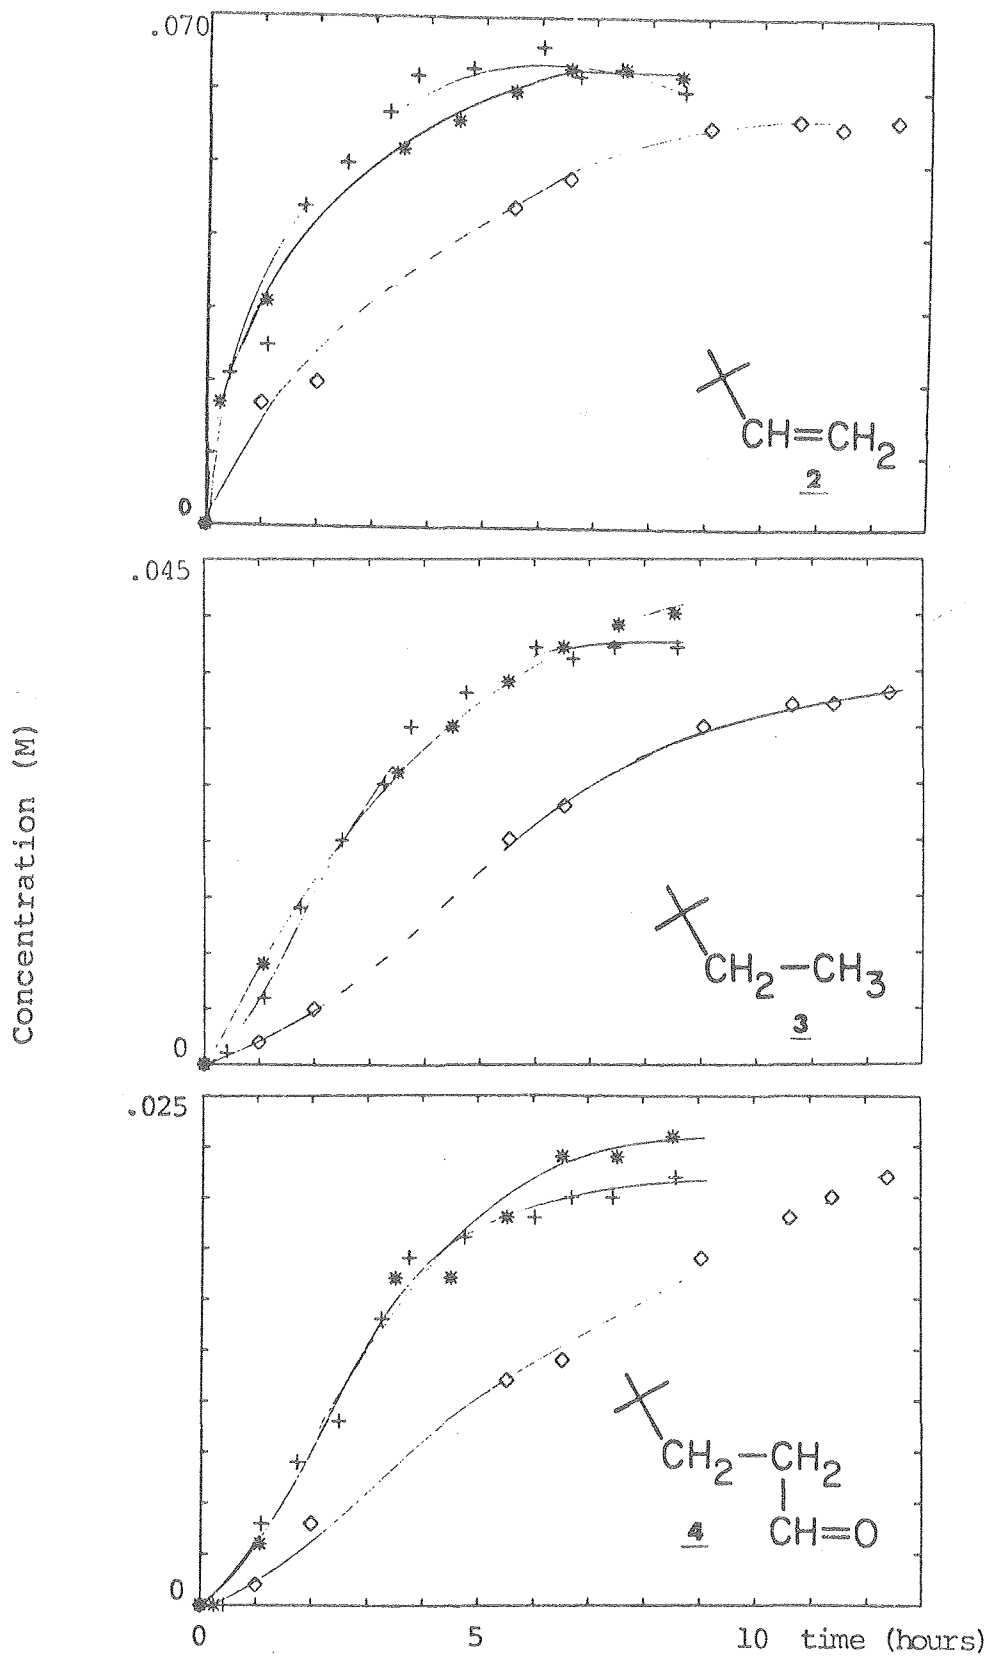 .070
CH=CH2
2
0
.045
CH2-CH3
3
0
Concentration (M)
.025
CH2-CH2
CH=O
4
0
0 5 10 time (hours)